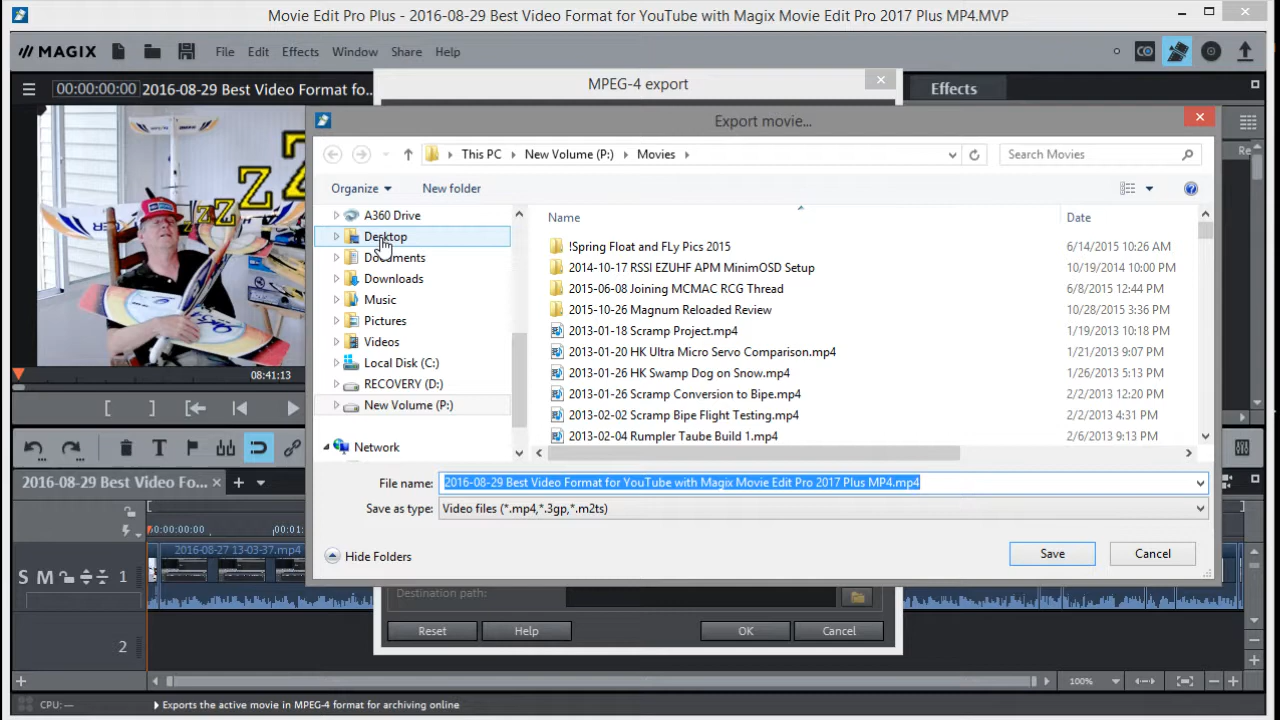 Movie Edit Pro Plus - 2016-08-29 Best Video Format for YouTube with Magix Movie Edit Pro 2017 Plus MP4.MVP
MAGIX File Edit Effects Window Share Help
00:00:00:00 2016-08-29 Best Video Format fo...
MPEG-4 export
Effects
Export movie...
This PC New Volume (P:) Movies
Search Movies
Organize New folder
Name Date
A360 Drive
Desktop
Documents
Downloads
Music
Pictures
Videos
Local Disk (C:)
RECOVERY (D:)
New Volume (P:)
Network
!Spring Float and FLy Pics 2015 6/14/2015 10:26 AM
2014-10-17 RSSI EZUHF APM MinimOSD Setup 10/19/2014 10:00 PM
2015-06-08 Joining MCMAC RCG Thread 6/8/2015 12:44 PM
2015-10-26 Magnum Reloaded Review 10/28/2015 3:36 PM
2013-01-18 Scramp Project.mp4 1/19/2013 10:18 PM
2013-01-20 HK Ultra Micro Servo Comparison.mp4 1/21/2013 9:07 PM
2013-01-26 HK Swamp Dog on Snow.mp4 1/26/2013 5:13 PM
2013-01-26 Scramp Conversion to Bipe.mp4 2/2/2013 12:49 PM
2013-02-02 Scramp Bipe Flight Testing.mp4 2/2/2013 4:31 PM
2013-02-04 Rumpler Taube Build 1.mp4 2/6/2013 9:13 PM
Re
ZZZZ
08:41:13
File name: 2016-08-29 Best Video Format for YouTube with Magix Movie Edit Pro 2017 Plus MP4.mp4
Save as type: Video files (*.mp4,*.3gp,*.m2ts)
Hide Folders
Save Cancel
2016-08-29 Best Video Fo...
00:00:00:00 00:01:
2016-08-27 13-03-37.mp4
S M 1
2
Destination path:
Reset Help OK Cancel
100%
CPU: —
Exports the active movie in MPEG-4 format for archiving online